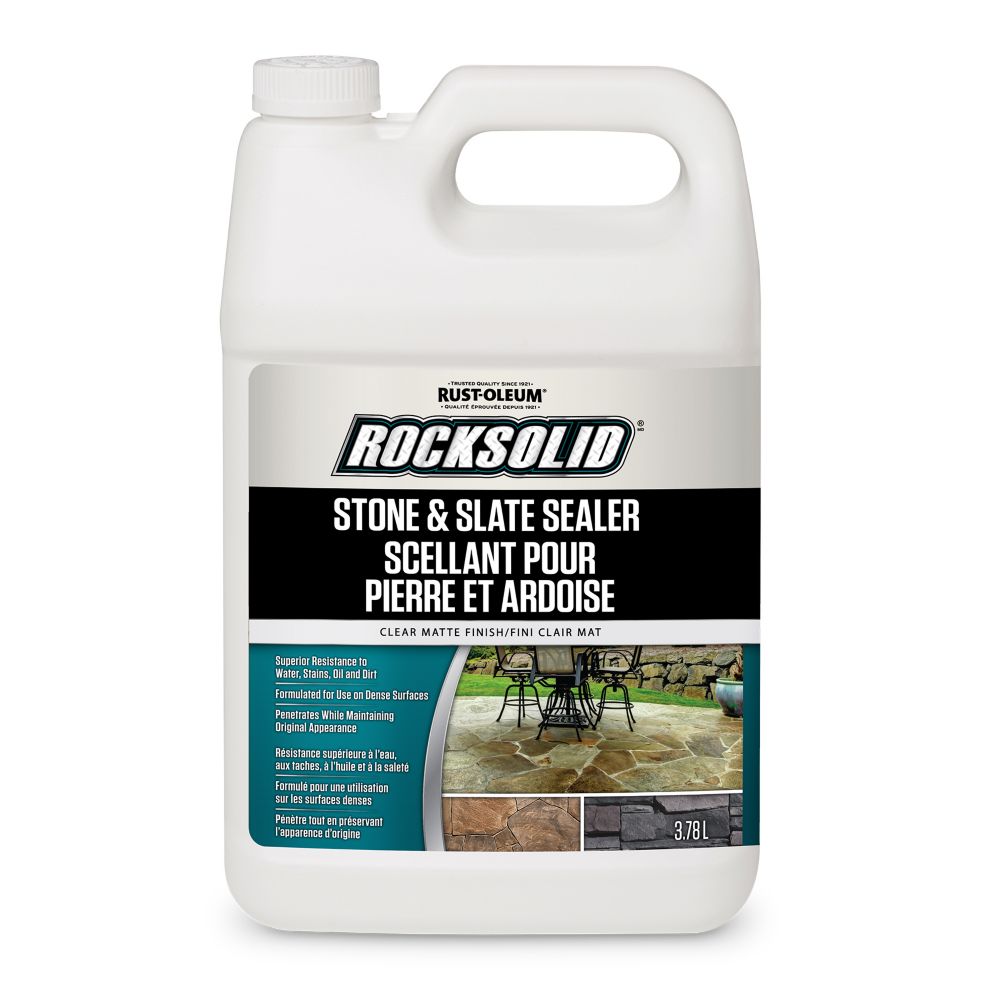 • TRUSTED QUALITY SINCE 1921 •
RUST-OLEUM®
• QUALITÉ ÉPROUVÉE DEPUIS 1921 •
ROCKSOLID ®
MD
STONE & SLATE SEALER
SCELLANT POUR
PIERRE ET ARDOISE
CLEAR MATTE FINISH/FINI CLAIR MAT
Superior Resistance to
Water, Stains, Oil and Dirt
Formulated for Use on Dense Surfaces
Penetrates While Maintaining
Original Appearance
Résistance supérieure à l'eau,
aux taches, à l'huile et à la saleté
Formulé pour une utilisation
sur les surfaces denses
Pénètre tout en préservant
l'apparence d'origine
3.78 L